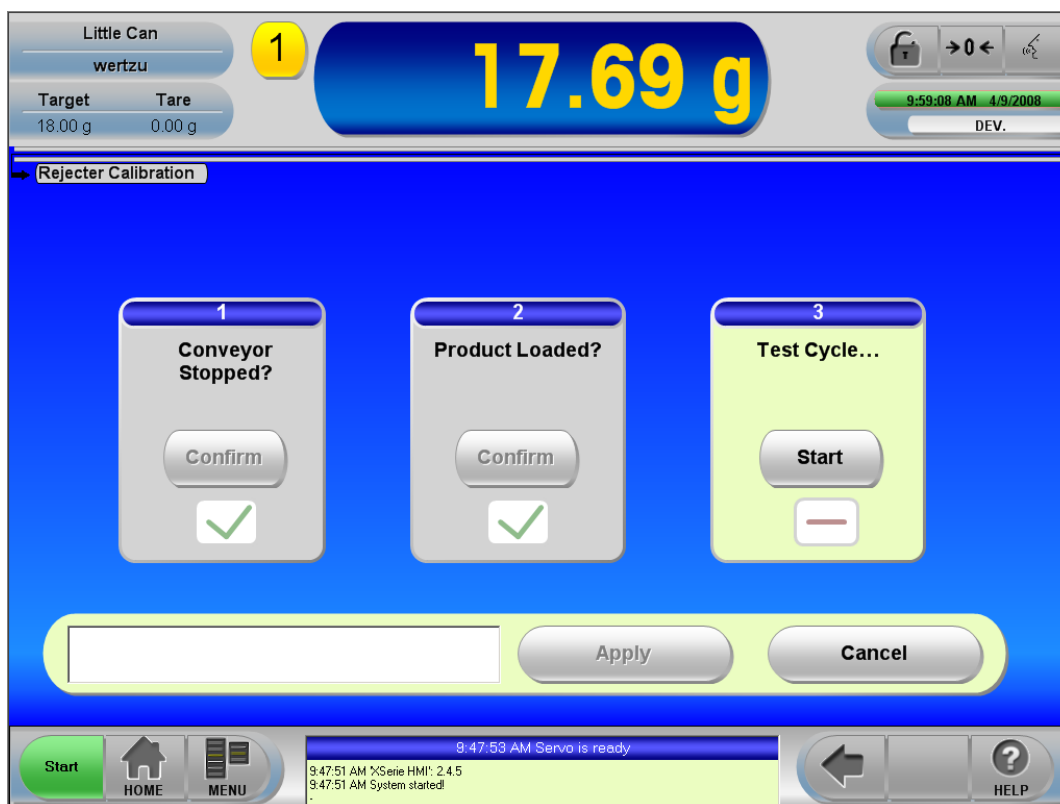 Little Can
wertzu
Target Tare
18.00 g 0.00 g
1
17.69 g
→0←
9:59:08 AM 4/9/2008
DEV.
Rejecter Calibration
1
Conveyor
Stopped?
Confirm
2
Product Loaded?
Confirm
3
Test Cycle...
Start
Apply
Cancel
Start
HOME
MENU
9:47:53 AM Servo is ready
9:47:51 AM 'XSerie HMI': 2.4.5
9:47:51 AM System started!
-
HELP